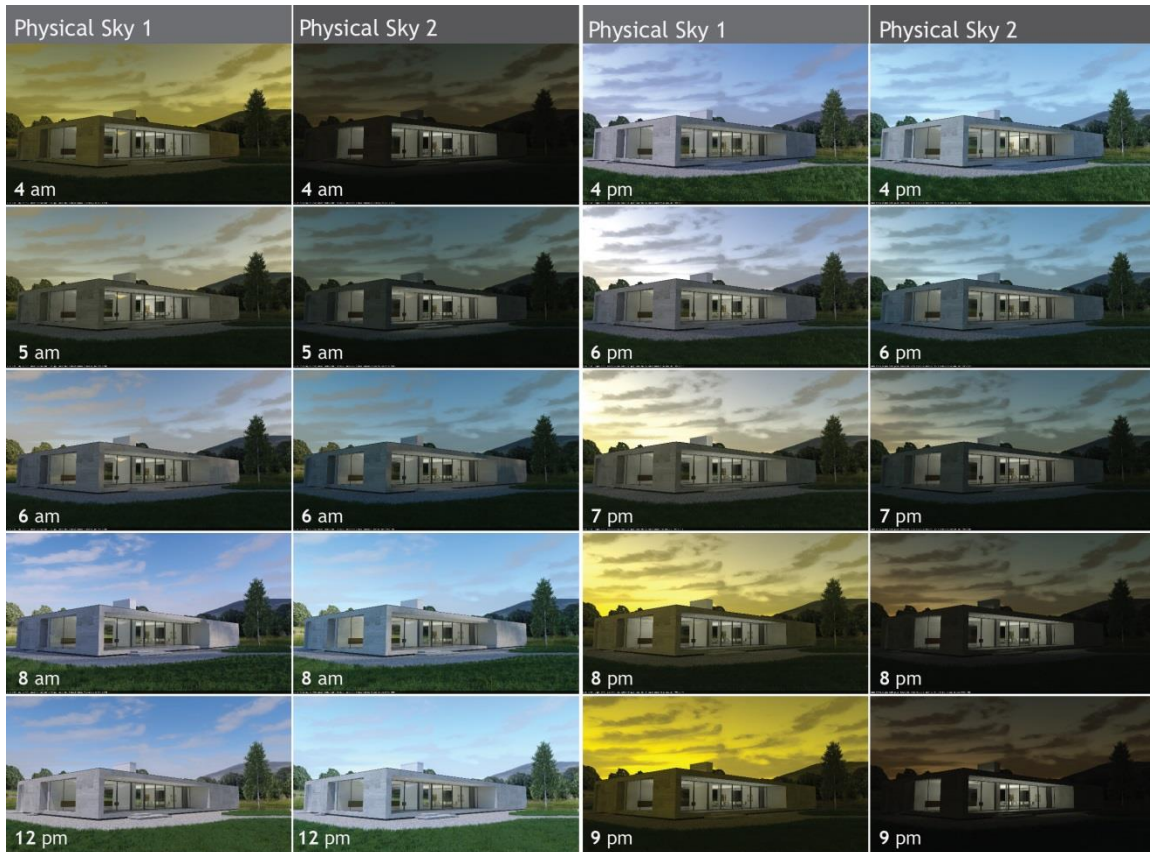 Physical Sky 1 Physical Sky 2 Physical Sky 1 Physical Sky 2
4 am 4 am 4 pm 4 pm
5 am 5 am 6 pm 6 pm
6 am 6 am 7 pm 7 pm
8 am 8 am 8 pm 8 pm
12 pm 12 pm 9 pm 9 pm